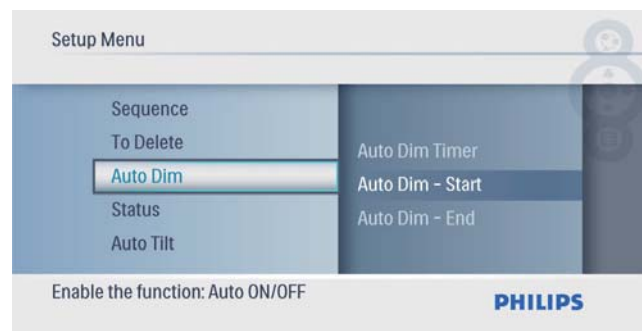 Setup Menu
Sequence
To Delete
Auto Dim
Status
Auto Tilt
Auto Dim Timer
Auto Dim - Start
Auto Dim - End
Enable the function: Auto ON/OFF
PHILIPS